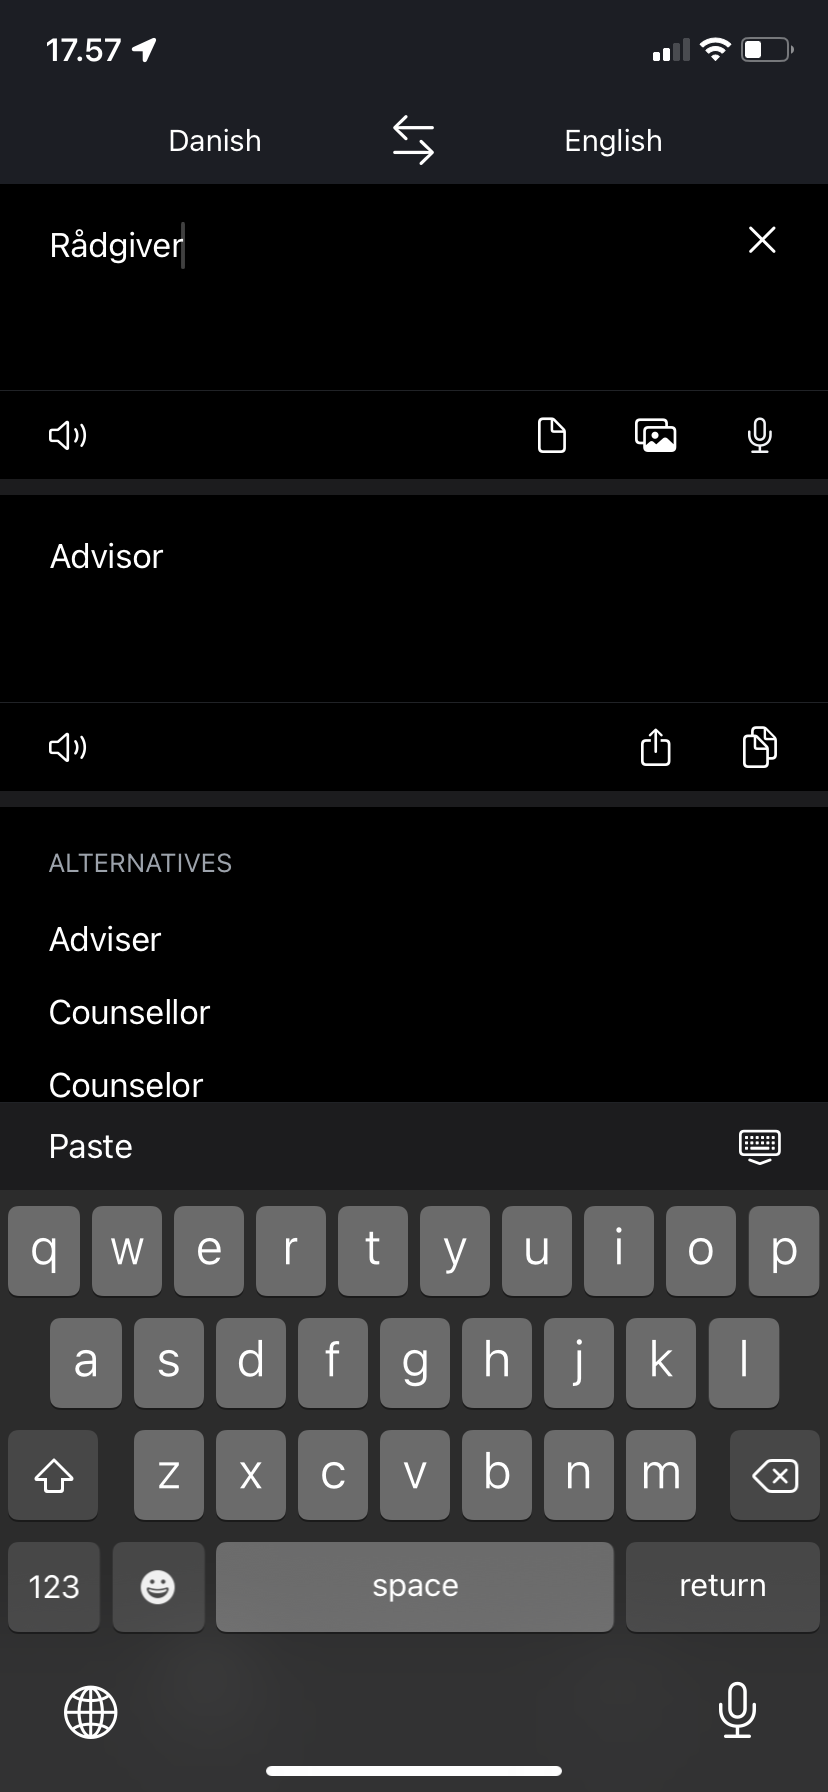 17.57
Danish English
Rådgiver
Advisor
ALTERNATIVES
Adviser
Counsellor
Counselor
Paste
q w e r t y u i o p
a s d f g h j k l
z x c v b n m
123 space return